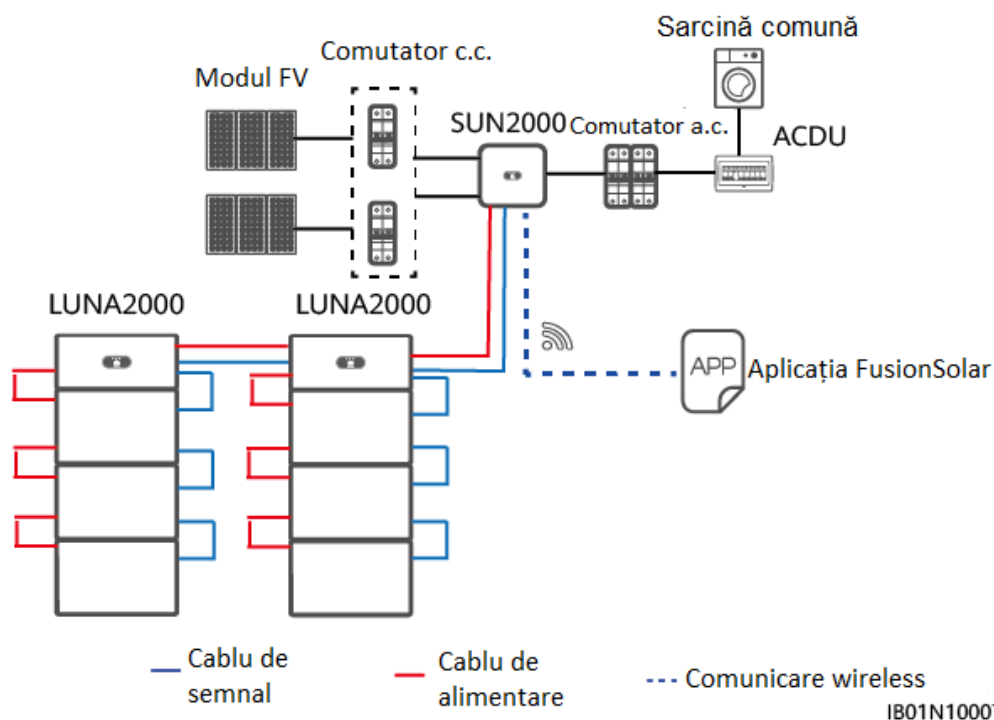 Sarcină comună
Comutator c.c.
Modul FV
SUN2000
Comutator a.c.
ACDU
LUNA2000
LUNA2000
APP
Aplicația FusionSolar
Cablu de
semnal
Cablu de
alimentare
Comunicare wireless